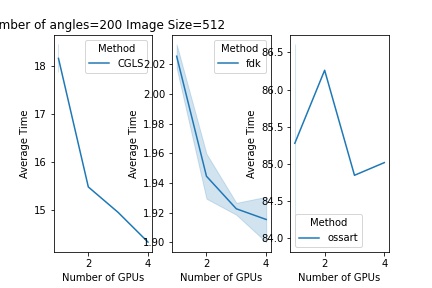 mber of angles=200 Image Size=512
Average Time
18
17
16
15
Method
CGLS
2
4
Number of GPUs
Average Time
2.02
2.00
1.98
1.96
1.94
1.92
1.90
Method
fdk
2
4
Number of GPUs
Average Time
86.5
86.0
85.5
85.0
84.5
84.0
Method
ossart
2
4
Number of GPUs